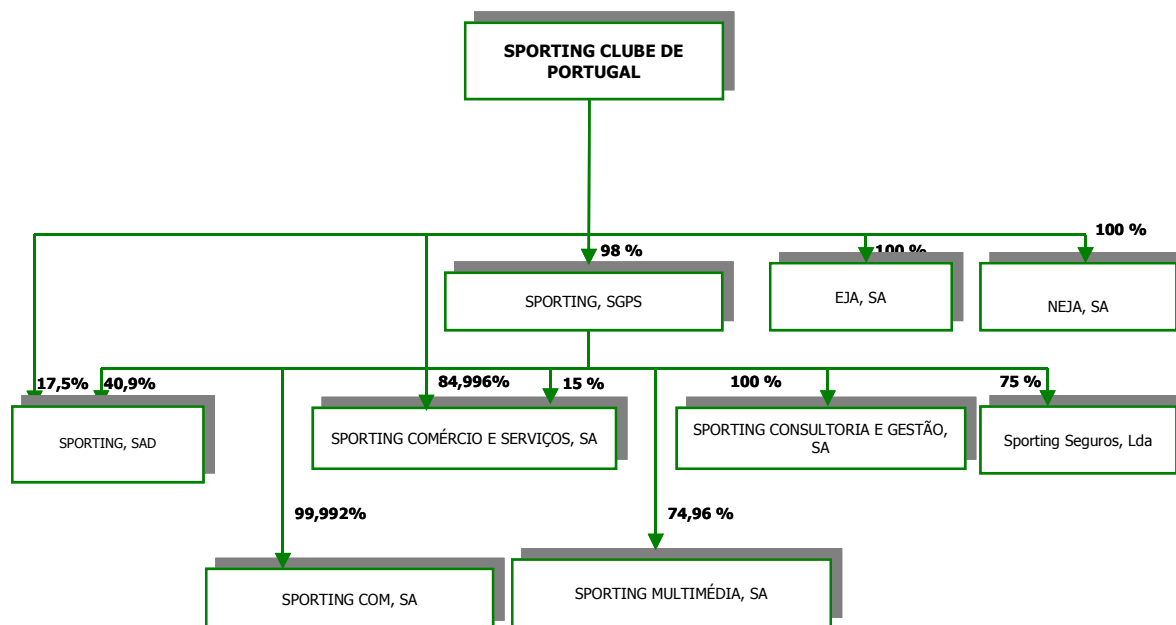 SPORTING CLUBE DE
PORTUGAL
100 %
98 %
100 %
SPORTING, SGPS
EJA, SA
NEJA, SA
17,5%
40,9%
84,996%
15 %
100 %
75 %
SPORTING, SAD
SPORTING COMÉRCIO E SERVIÇOS, SA
SPORTING CONSULTORIA E GESTÃO,
SA
Sporting Seguros, Lda
99,992%
74,96 %
SPORTING COM, SA
SPORTING MULTIMÉDIA, SA